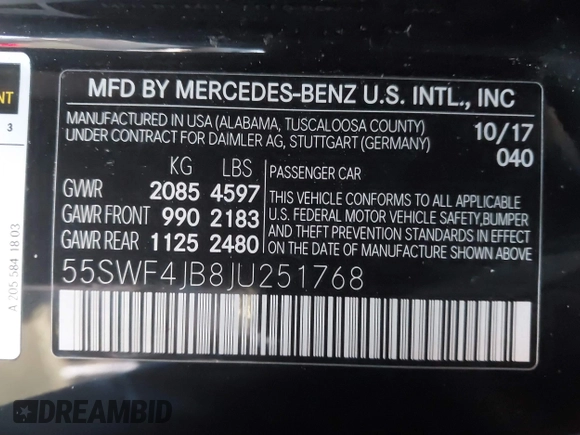 NT
3
A 205 584 18 03
MFD BY MERCEDES-BENZ U.S. INTL., INC
MANUFACTURED IN USA (ALABAMA, TUSCALOOSA COUNTY)
UNDER CONTRACT FOR DAIMLER AG, STUTTGART (GERMANY)
10/17
040
KG LBS
GWR 2085 4597
GAWR FRONT 990 2183
GAWR REAR 1125 2480
PASSENGER CAR
THIS VEHICLE CONFORMS TO ALL APPLICABLE
U.S. FEDERAL MOTOR VEHICLE SAFETY,BUMPER
AND THEFT PREVENTION STANDARDS IN
EFFECT ON THE DATE OF MANUFACTURE
SHOWN ABOVE.
55SWF4JB8JU251768
DREAMBID